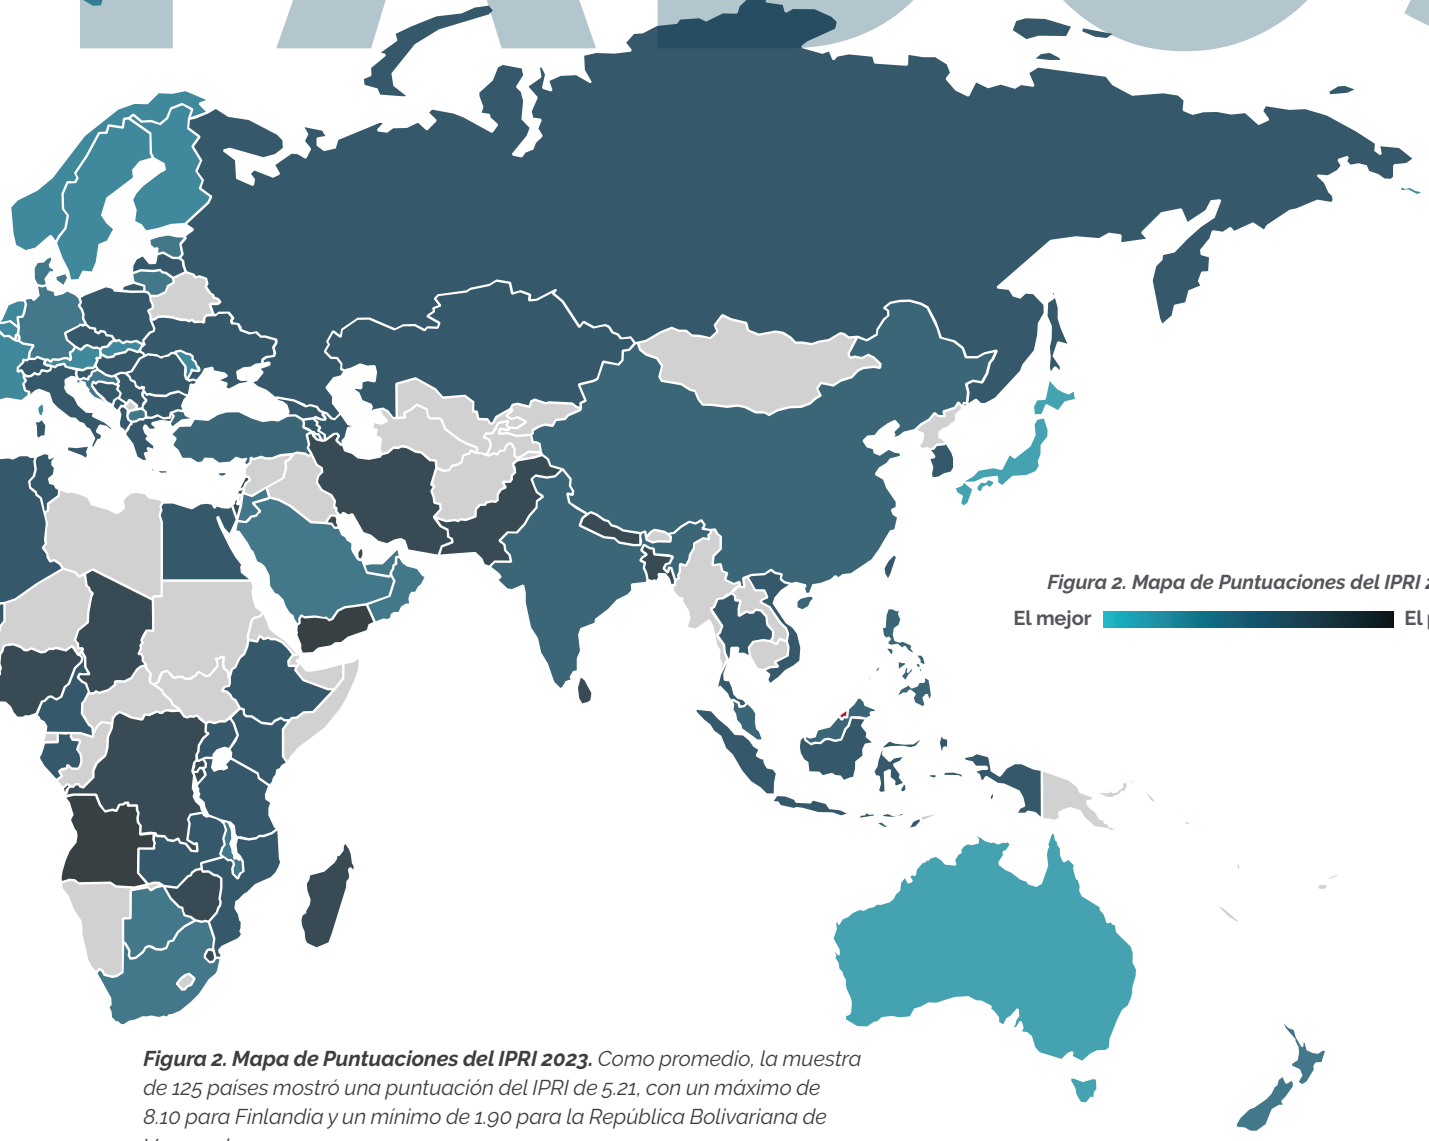 Figura 2. Mapa de Puntuaciones del IPRI
El mejor
El
Figura 2. Mapa de Puntuaciones del IPRI 2023. Como promedio, la muestra
de 125 países mostró una puntuación del IPRI de 5.21, con un máximo de
8.10 para Finlandia y un mínimo de 1.90 para la República Bolivariana de